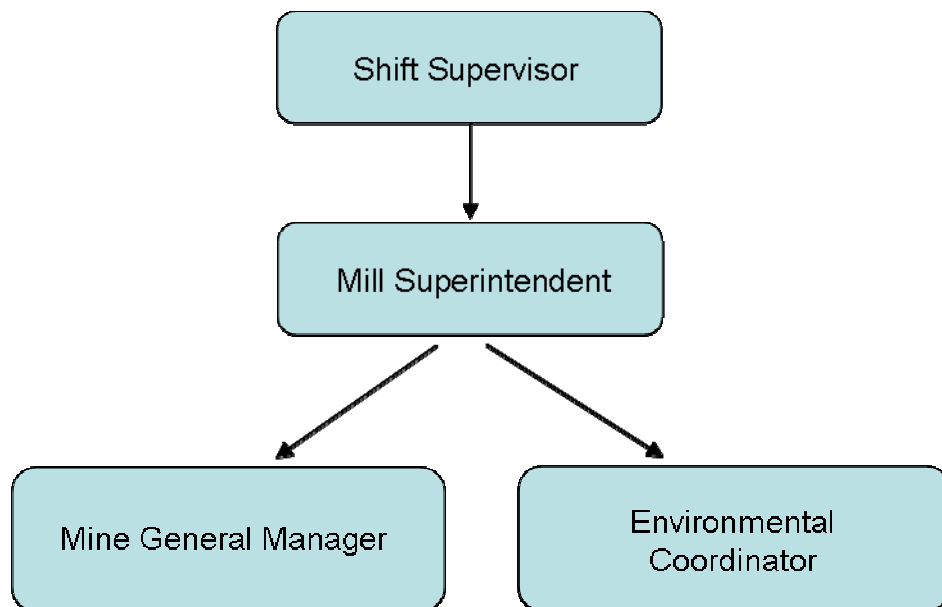 Shift Supervisor
Mill Superintendent
Mine General Manager
Environmental
Coordinator